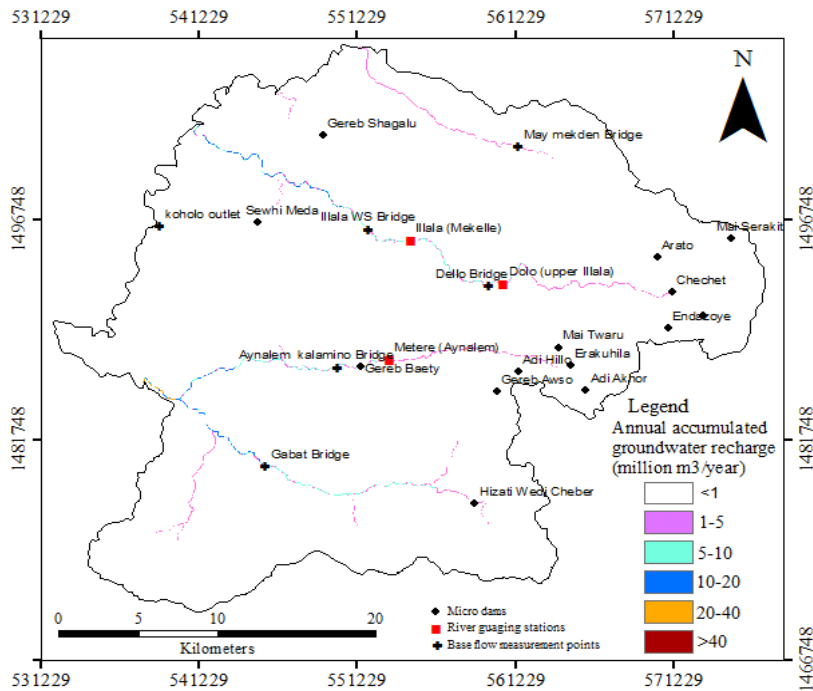 531229
541229
551229
561229
571229
N
Gereb Shagalu
May mekden Bridge
1496748
1496748
koholo outlet
Sewhi Meda
Illala WS Bridge
Illala (Mekelle)
Mai Serakit
Arato
Dello Bridge
Dolo (upper Illala)
Chechet
Endazoye
Metere (Aynalem)
Mai Twaru
Aynalem kalamino Bridge
Gereb Baety
Adi Hillo
Erakuhila
Gereb Awso
Adi Akhor
1481748
1481748
Gabat Bridge
Hizati Wedi Cheber
Legend
Annual accumulated
groundwater recharge
(million m3/year)
<1
1-5
5-10
10-20
20-40
>40
0
5
10
20
Kilometers
Micro dams
River guaging stations
Base flow measurement points
1466748
1466748
531229
541229
551229
561229
571229